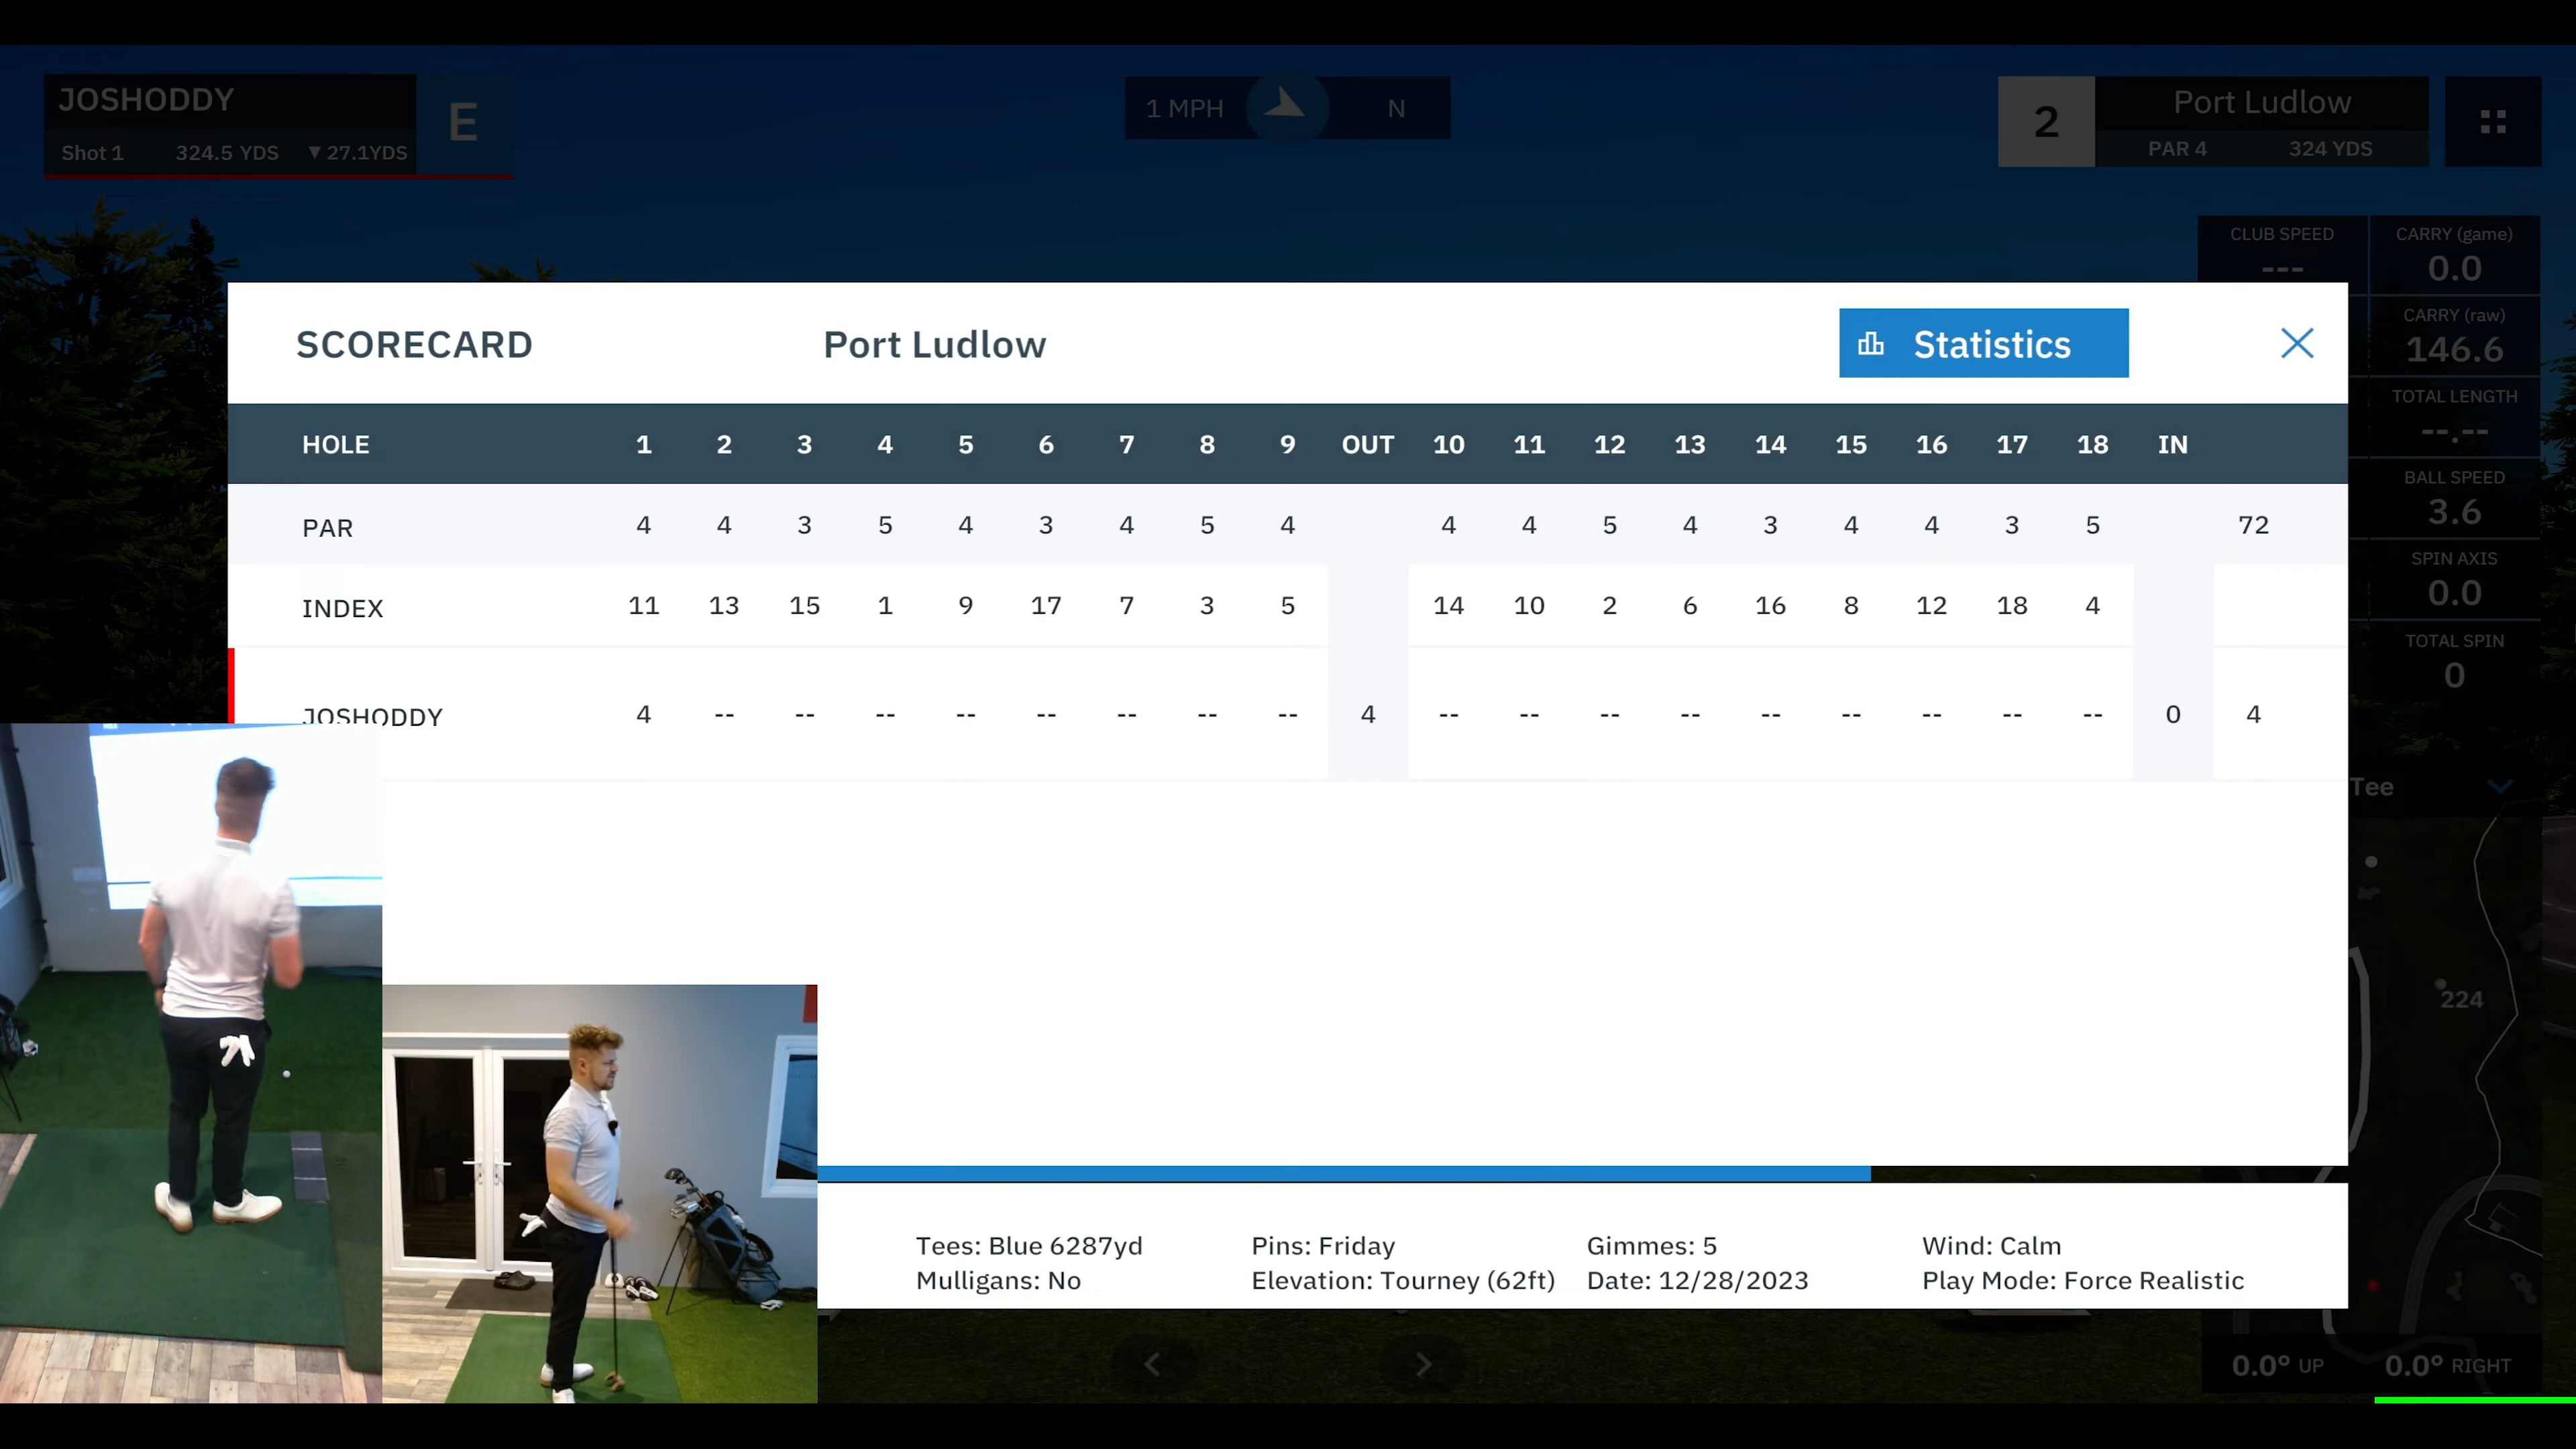 JOSHODDY
E
Shot 1 324.5 YDS ▼ 27.1YDS
1 MPH N
2
Port Ludlow
PAR 4 324 YDS
CLUB SPEED
---
CARRY (game)
0.0
CARRY (raw)
146.6
TOTAL LENGTH
--.--
BALL SPEED
3.6
SPIN AXIS
0.0
TOTAL SPIN
0
SCORECARD Port Ludlow Statistics
HOLE 1 2 3 4 5 6 7 8 9 OUT 10 11 12 13 14 15 16 17 18 IN
PAR 4 4 3 5 4 3 4 5 4 4 4 5 4 3 4 4 3 5 72
INDEX 11 13 15 1 9 17 7 3 5 14 10 2 6 16 8 12 18 4
JOSHODDY 4 -- -- -- -- -- -- -- -- 4 -- -- -- -- -- -- -- -- -- 0 4
Tee
224
Tees: Blue 6287yd Pins: Friday Gimmes: 5 Wind: Calm
Mulligans: No Elevation: Tourney (62ft) Date: 12/28/2023 Play Mode: Force Realistic
0.0° UP 0.0° RIGHT